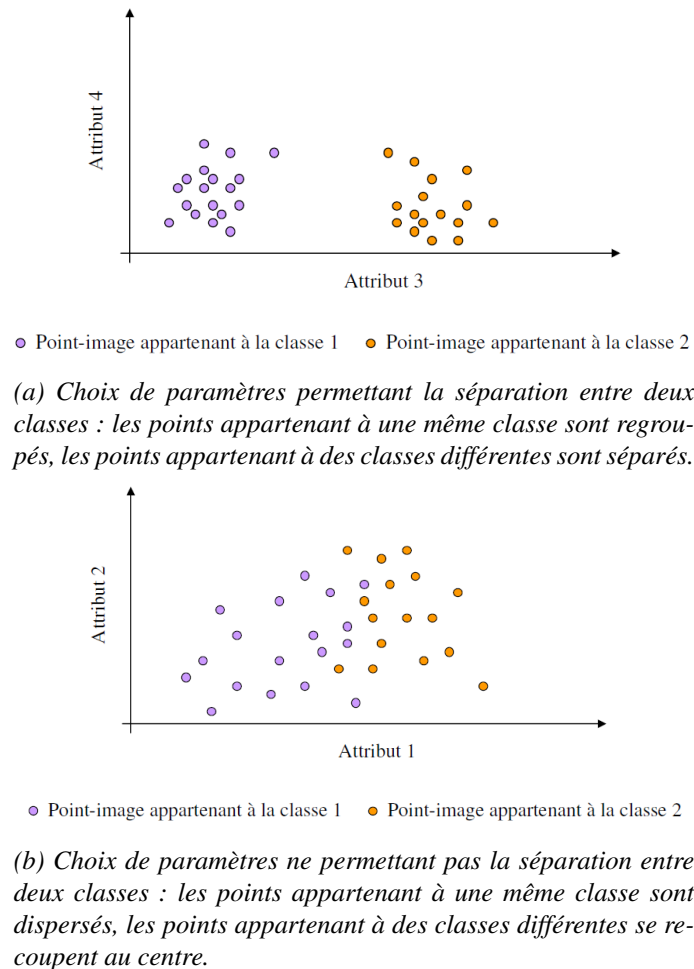 Attribut 4
Attribut 3
Point-image appartenant à la classe 1 Point-image appartenant à la classe 2
(a) Choix de paramètres permettant la séparation entre deux
classes : les points appartenant à une même classe sont regrou-
pés, les points appartenant à des classes différentes sont séparés.
Attribut 2
Attribut 1
Point-image appartenant à la classe 1 Point-image appartenant à la classe 2
(b) Choix de paramètres ne permettant pas la séparation entre
deux classes : les points appartenant à une même classe sont
dispersés, les points appartenant à des classes différentes se re-
coupent au centre.